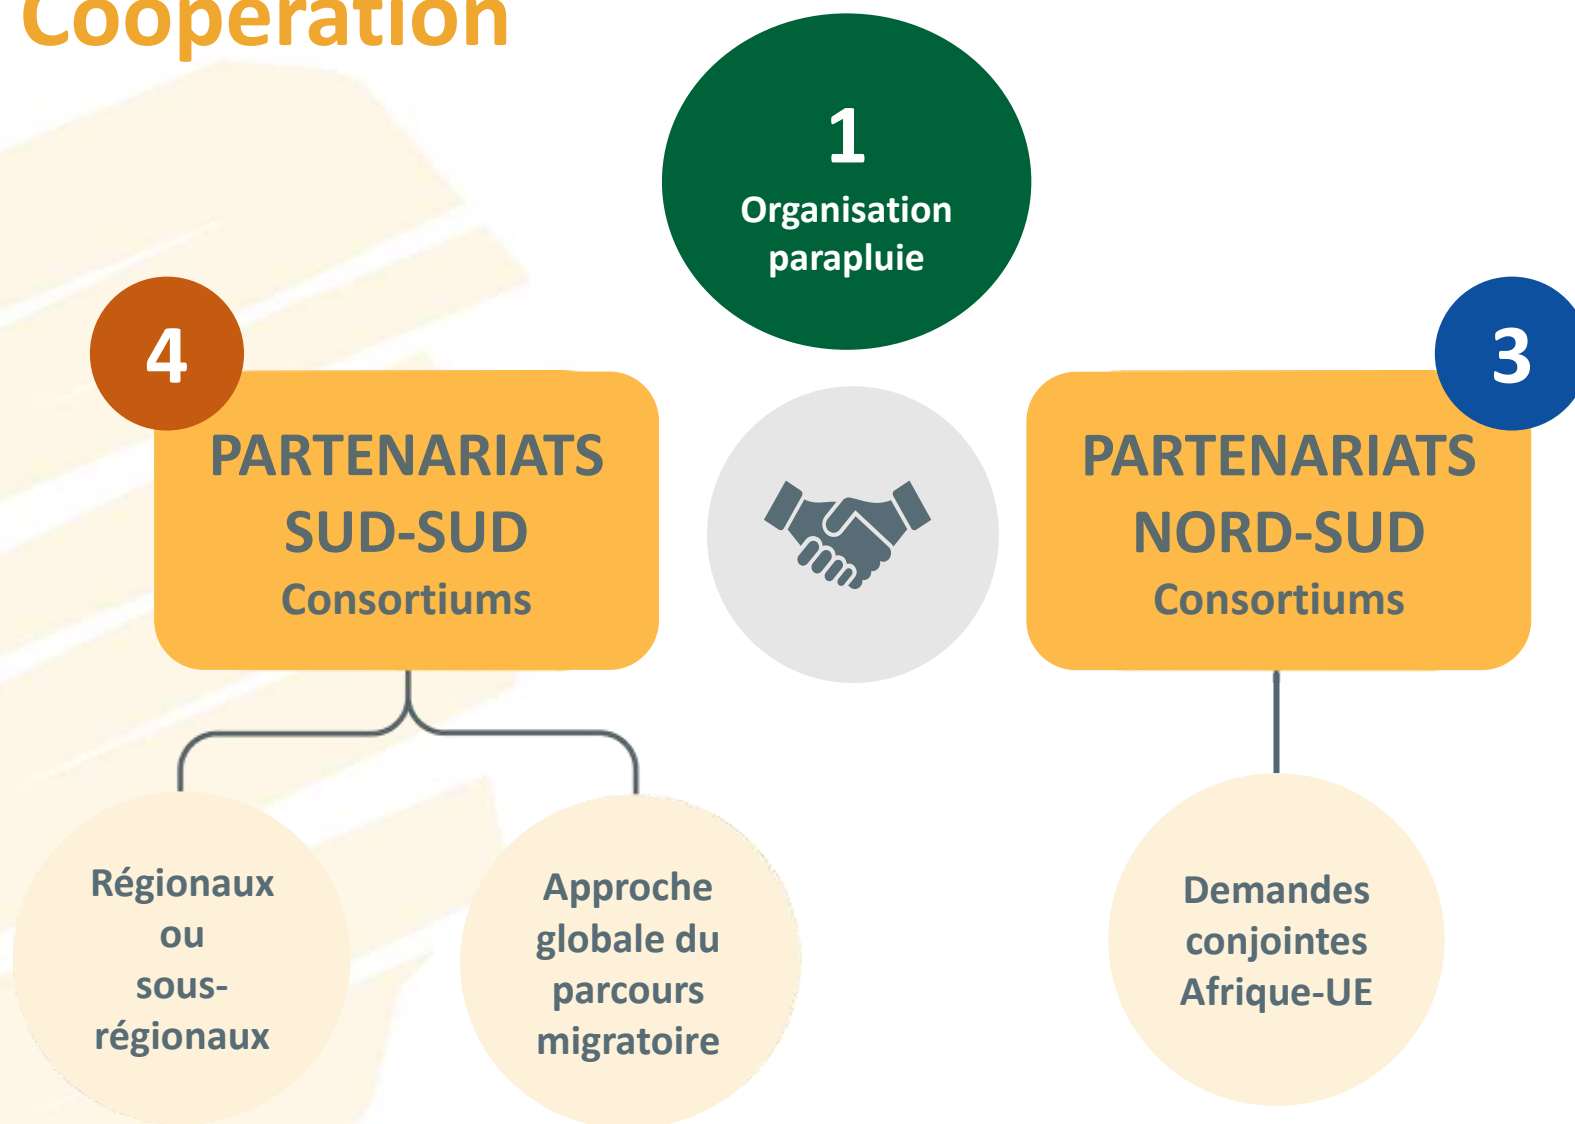 Coopération
1
Organisation
parapluie
4
PARTENARIATS
SUD-SUD
Consortiums
3
PARTENARIATS
NORD-SUD
Consortiums
Régionaux
ou
sous-
régionaux
Approche
globale du
parcours
migratoire
Demandes
conjointes
Afrique-UE